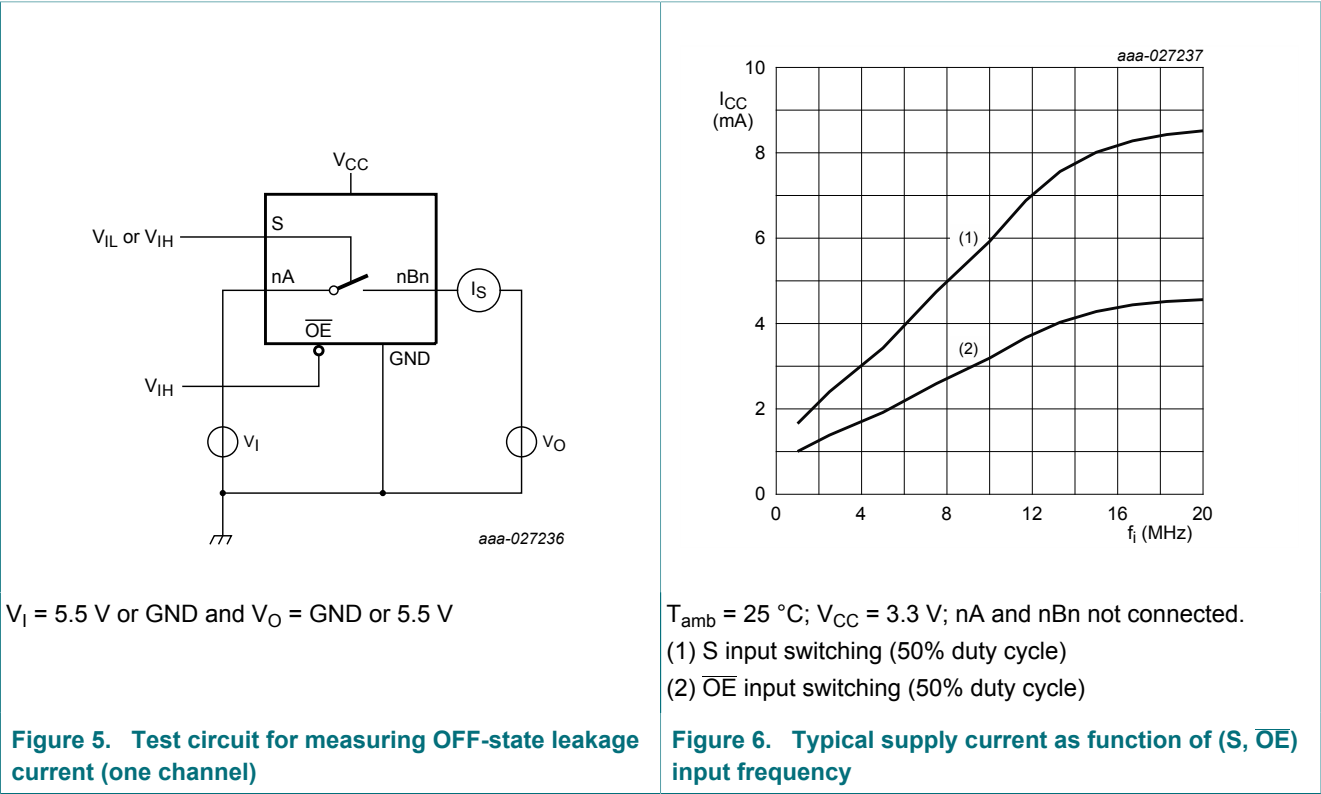 V_CC
S
V_IL or V_IH
nA
nBn
I_S
O̅E̅
GND
V_IH
V_I
V_O
aaa-027236
V_I = 5.5 V or GND and V_O = GND or 5.5 V
Figure 5. Test circuit for measuring OFF-state leakage
current (one channel)
aaa-027237
10
I_CC
(mA)
8
6
(1)
4
(2)
2
0
0 4 8 12 16 20
f_i (MHz)
T_amb = 25 °C; V_CC = 3.3 V; nA and nBn not connected.
(1) S input switching (50% duty cycle)
(2) O̅E̅ input switching (50% duty cycle)
Figure 6. Typical supply current as function of (S, O̅E̅)
input frequency